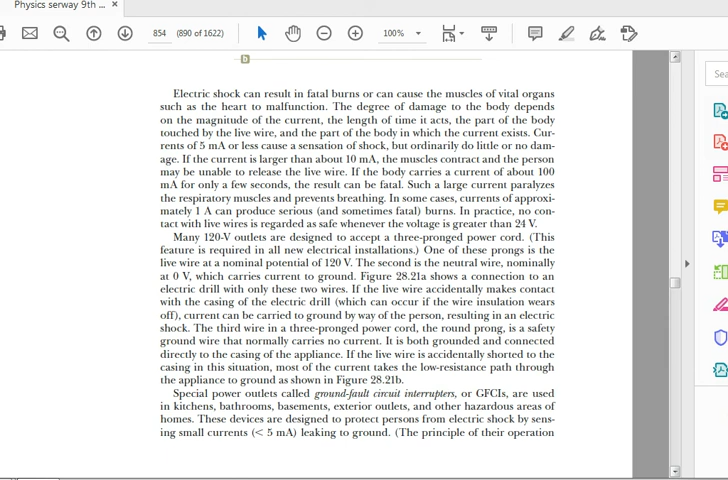 Physics serway 9th ... ×
854 (890 of 1622) 100%
b
Sea
Electric shock can result in fatal burns or can cause the muscles of vital organs
such as the heart to malfunction. The degree of damage to the body depends
on the magnitude of the current, the length of time it acts, the part of the body
touched by the live wire, and the part of the body in which the current exists. Cur-
rents of 5 mA or less cause a sensation of shock, but ordinarily do little or no dam-
age. If the current is larger than about 10 mA, the muscles contract and the person
may be unable to release the live wire. If the body carries a current of about 100
mA for only a few seconds, the result can be fatal. Such a large current paralyzes
the respiratory muscles and prevents breathing. In some cases, currents of approxi-
mately 1 A can produce serious (and sometimes fatal) burns. In practice, no con-
tact with live wires is regarded as safe whenever the voltage is greater than 24 V.
Many 120-V outlets are designed to accept a three-pronged power cord. (This
feature is required in all new electrical installations.) One of these prongs is the
live wire at a nominal potential of 120 V. The second is the neutral wire, nominally
at 0 V, which carries current to ground. Figure 28.21a shows a connection to an
electric drill with only these two wires. If the live wire accidentally makes contact
with the casing of the electric drill (which can occur if the wire insulation wears
off), current can be carried to ground by way of the person, resulting in an electric
shock. The third wire in a three-pronged power cord, the round prong, is a safety
ground wire that normally carries no current. It is both grounded and connected
directly to the casing of the appliance. If the live wire is accidentally shorted to the
casing in this situation, most of the current takes the low-resistance path through
the appliance to ground as shown in Figure 28.21b.
Special power outlets called ground-fault circuit interrupters, or GFCIs, are used
in kitchens, bathrooms, basements, exterior outlets, and other hazardous areas of
homes. These devices are designed to protect persons from electric shock by sens-
ing small currents (< 5 mA) leaking to ground. (The principle of their operation